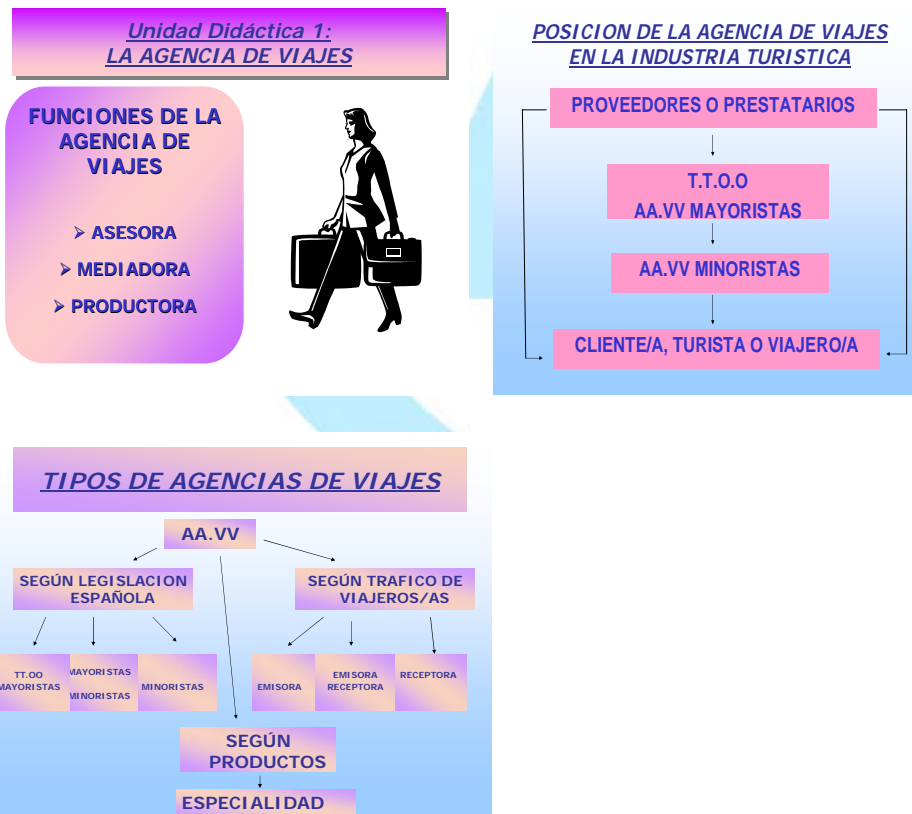 Unidad Didáctica 1:
LA AGENCIA DE VIAJES
FUNCIONES DE LA
AGENCIA DE
VIAJES
➢ ASESORA
➢ MEDIADORA
➢ PRODUCTORA
POSICION DE LA AGENCIA DE VIAJES
EN LA INDUSTRIA TURISTICA
PROVEEDORES O PRESTATARIOS
T.T.O.O
AA.VV MAYORISTAS
AA.VV MINORISTAS
CLIENTE/A, TURISTA O VIAJERO/A
TIPOS DE AGENCIAS DE VIAJES
AA.VV
SEGÚN LEGISLACION
ESPAÑOLA
SEGÚN TRAFICO DE
VIAJEROS/AS
TT.OO
MAYORISTAS
MAYORISTAS
MINORISTAS
MINORISTAS
EMISORA
EMISORA
RECEPTORA
RECEPTORA
SEGÚN
PRODUCTOS
ESPECIALIDAD